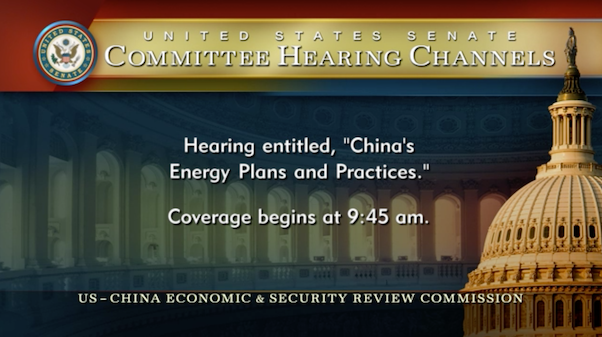 UNITED STATES SENATE
COMMITTEE HEARING CHANNELS
Hearing entitled, "China's
Energy Plans and Practices."
Coverage begins at 9:45 am.
US–CHINA ECONOMIC & SECURITY REVIEW COMMISSION